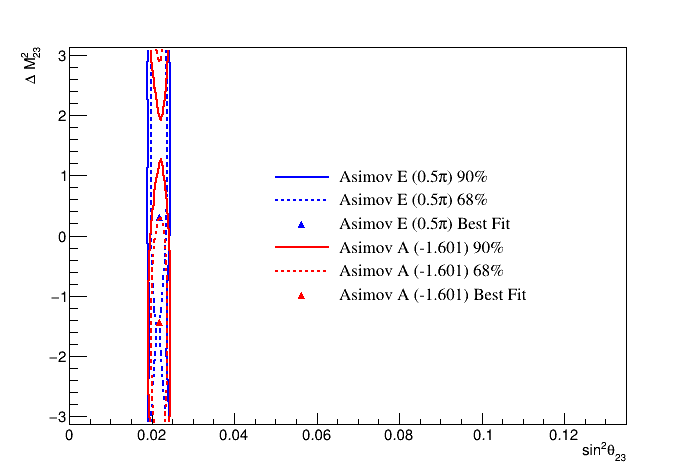 Δ M²₂₃
3
2
1
0
−1
−2
−3
Asimov E (0.5π) 90%
Asimov E (0.5π) 68%
Asimov E (0.5π) Best Fit
Asimov A (-1.601) 90%
Asimov A (-1.601) 68%
Asimov A (-1.601) Best Fit
0 0.02 0.04 0.06 0.08 0.1 0.12
sin²θ₂₃